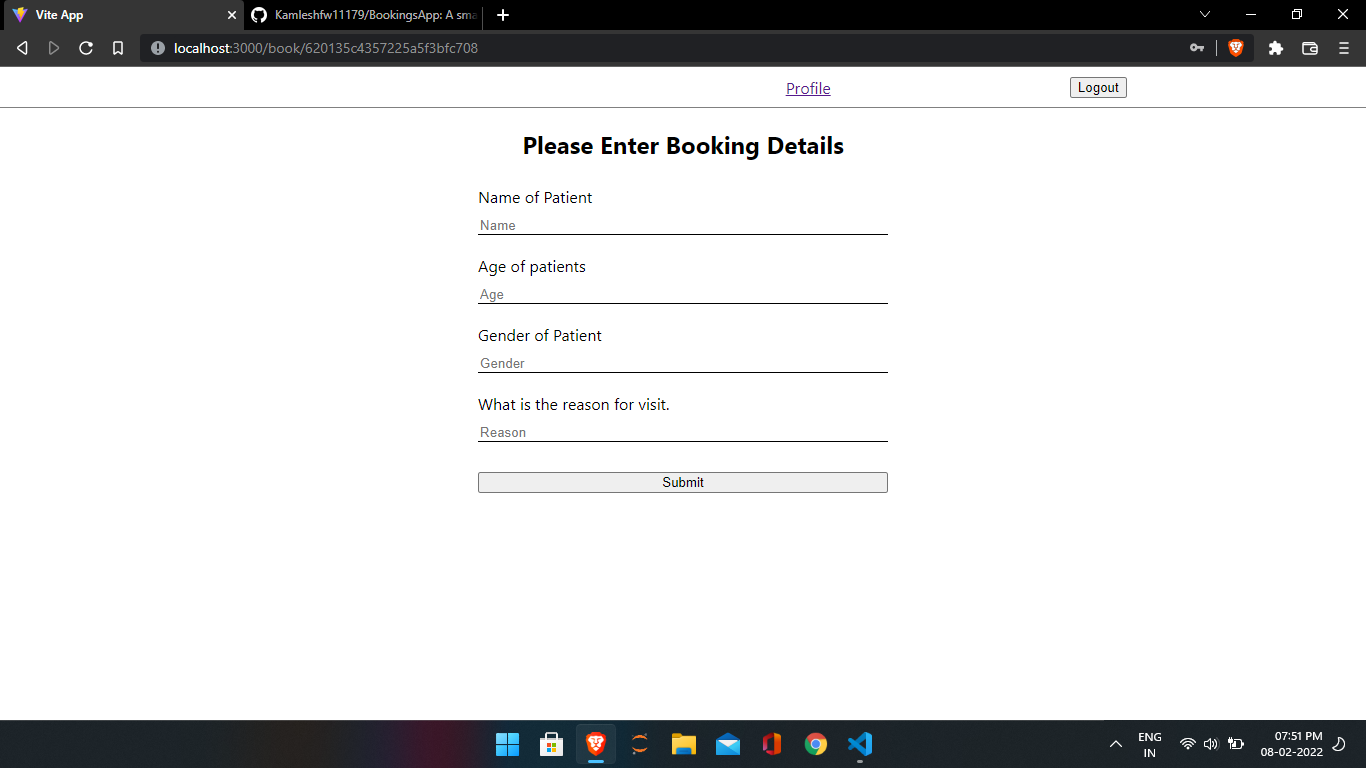 Vite App
Kamleshfw11179/BookingsApp: A sma
localhost:3000/book/620135c4357225a5f3bfc708
Profile
Logout
Please Enter Booking Details
Name of Patient
Name
Age of patients
Age
Gender of Patient
Gender
What is the reason for visit.
Reason
Submit
ENG
IN
07:51 PM
08-02-2022